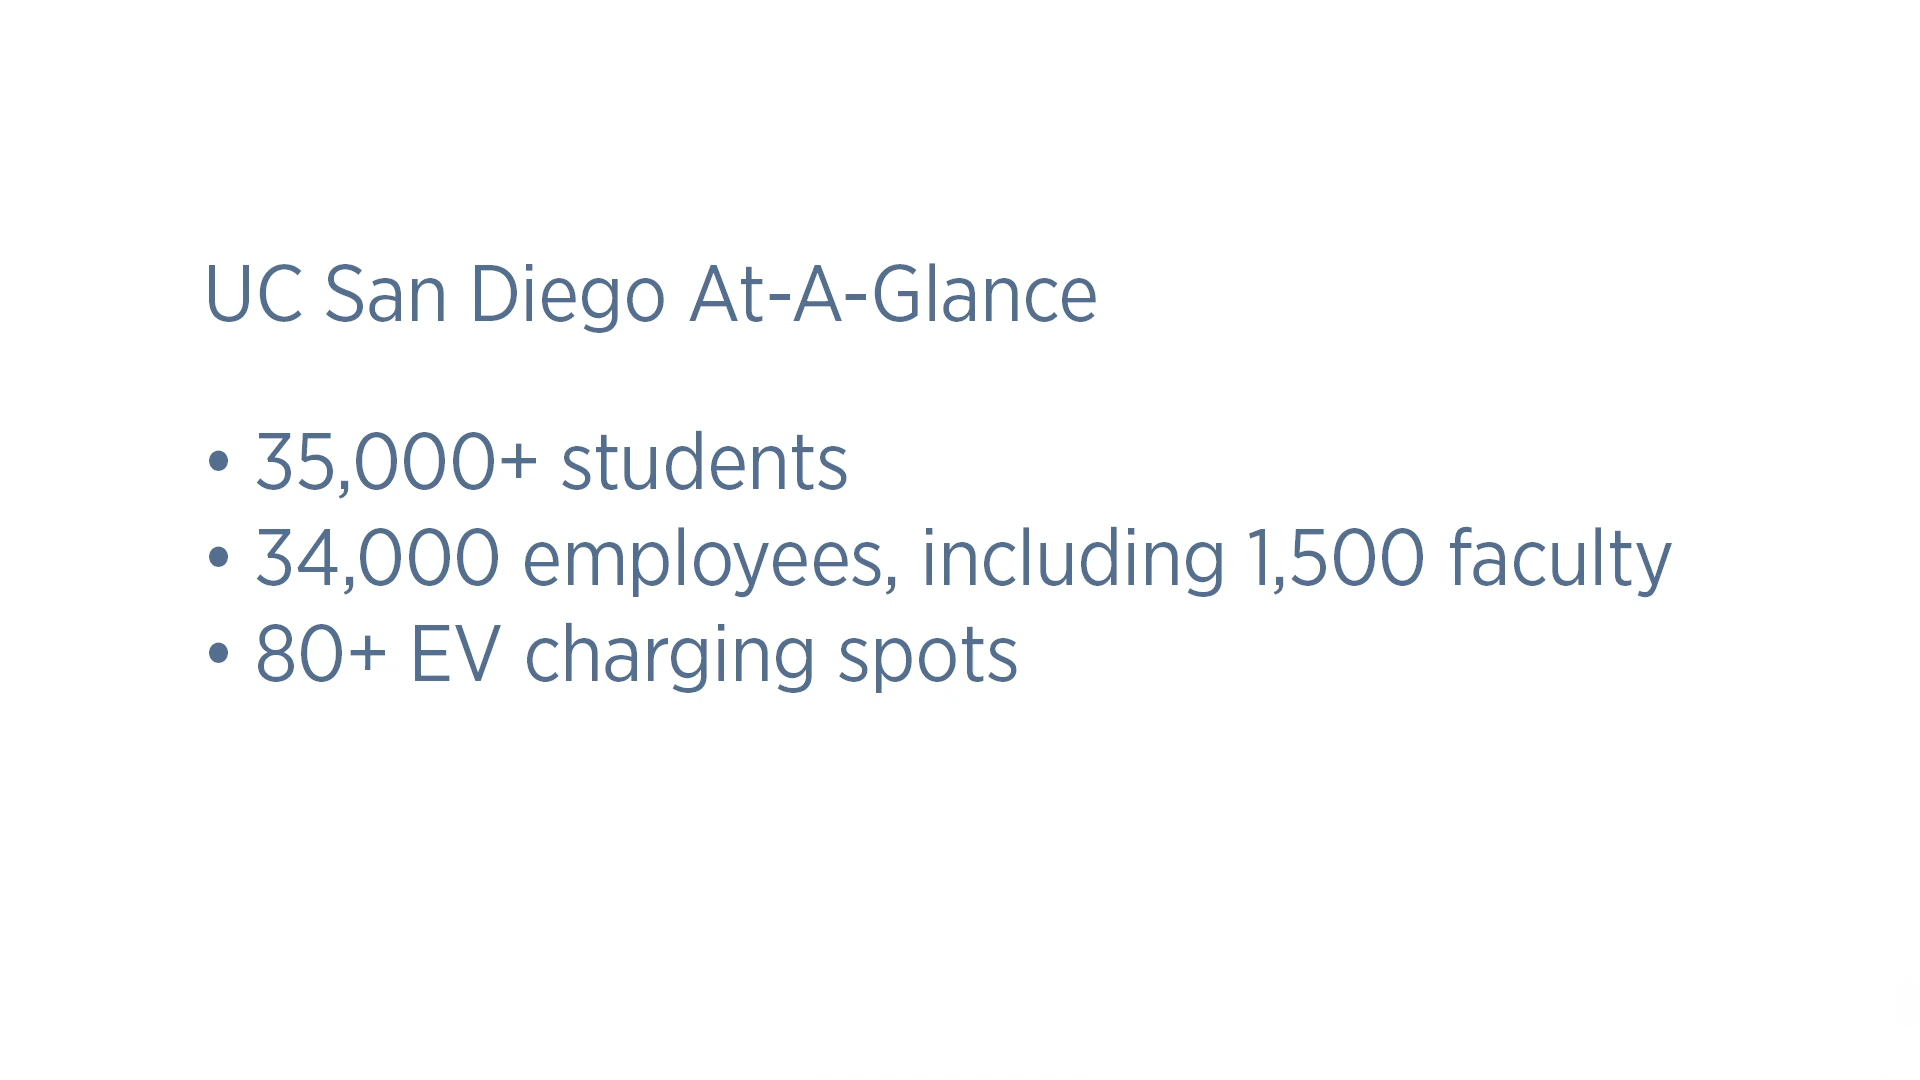 UC San Diego At-A-Glance
• 35,000+ students
• 34,000 employees, including 1,500 faculty
• 80+ EV charging spots